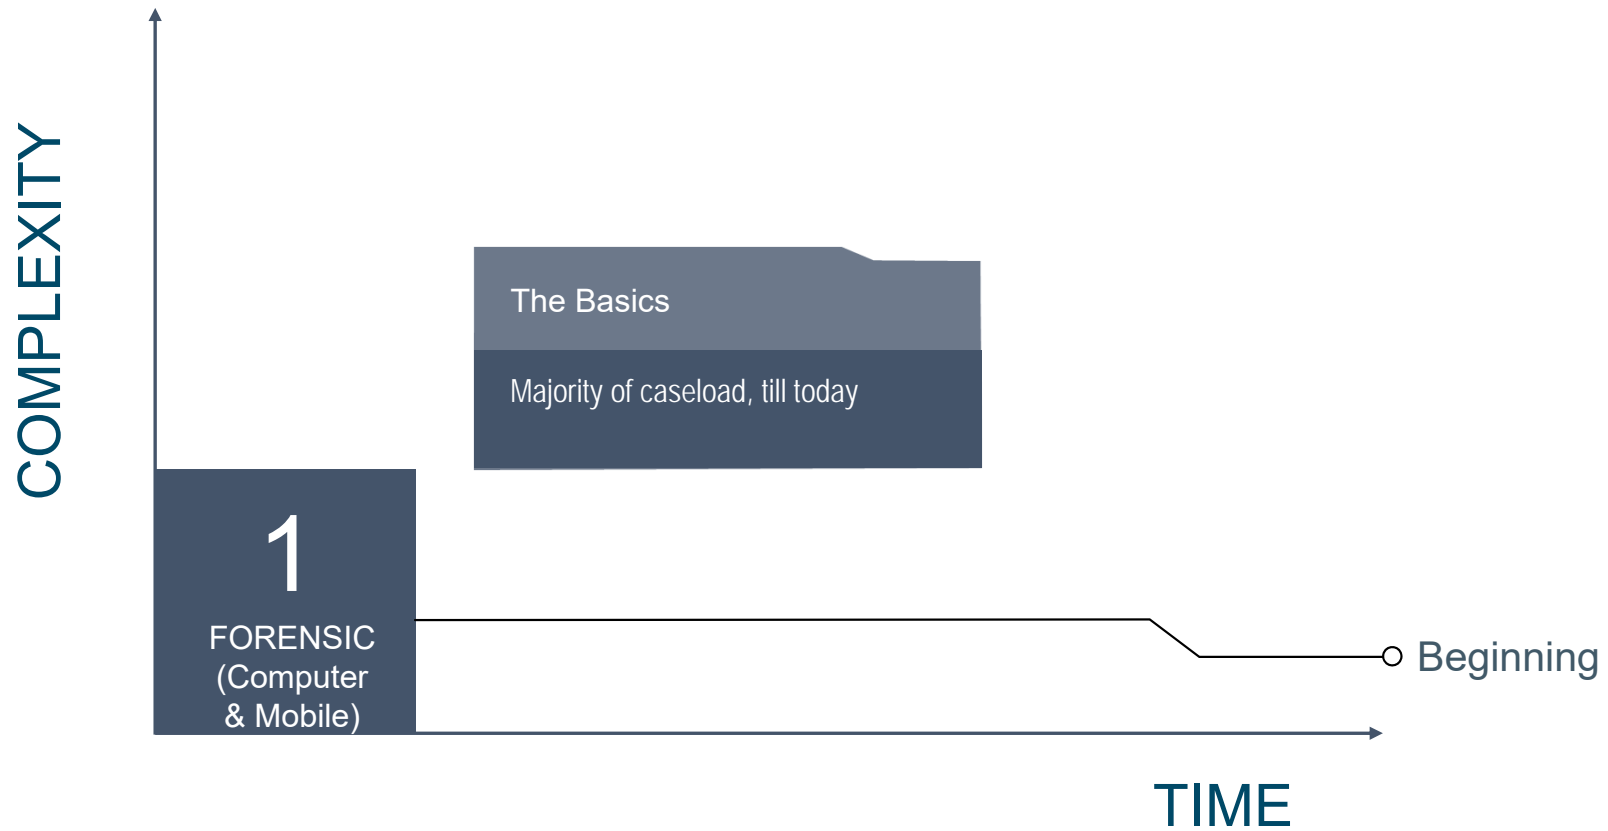 COMPLEXITY
The Basics
Majority of caseload, till today
1
FORENSIC
(Computer
& Mobile)
Beginning
TIME